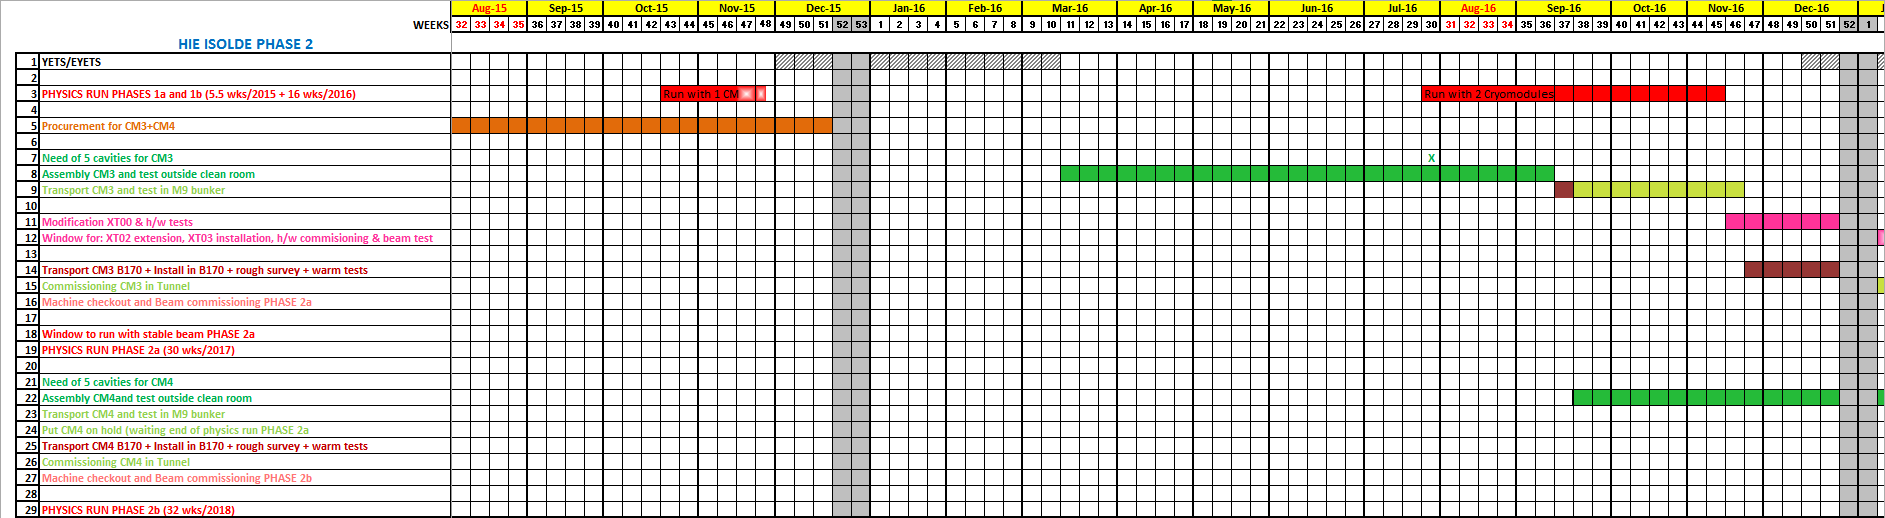 Aug-15 Sep-15 Oct-15 Nov-15 Dec-15 Jan-16 Feb-16 Mar-16 Apr-16 May-16 Jun-16 Jul-16 Aug-16 Sep-16 Oct-16 Nov-16 Dec-16 J
WEEKS 32 33 34 35 36 37 38 39 40 41 42 43 44 45 46 47 48 49 50 51 52 53 1 2 3 4 5 6 7 8 9 10 11 12 13 14 15 16 17 18 19 20 21 22 23 24 25 26 27 28 29 30 31 32 33 34 35 36 37 38 39 40 41 42 43 44 45 46 47 48 49 50 51 52 1
HIE ISOLDE PHASE 2
1 YETS/EYETS
2
3 PHYSICS RUN PHASES 1a and 1b (5.5 wks/2015 + 16 wks/2016) Run with 1 CM Run with 2 Cryomodules
4
5 Procurement for CM3+CM4
6
7 Need of 5 cavities for CM3 X
8 Assembly CM3 and test outside clean room
9 Transport CM3 and test in M9 bunker
10
11 Modification XT00 & h/w tests
12 Window for: XT02 extension, XT03 installation, h/w commisioning & beam test
13
14 Transport CM3 B170 + Install in B170 + rough survey + warm tests
15 Commissioning CM3 in Tunnel
16 Machine checkout and Beam commissioning PHASE 2a
17
18 Window to run with stable beam PHASE 2a
19 PHYSICS RUN PHASE 2a (30 wks/2017)
20
21 Need of 5 cavities for CM4
22 Assembly CM4and test outside clean room
23 Transport CM4 and test in M9 bunker
24 Put CM4 on hold (waiting end of physics run PHASE 2a
25 Transport CM4 B170 + Install in B170 + rough survey + warm tests
26 Commissioning CM4 in Tunnel
27 Machine checkout and Beam commissioning PHASE 2b
28
29 PHYSICS RUN PHASE 2b (32 wks/2018)